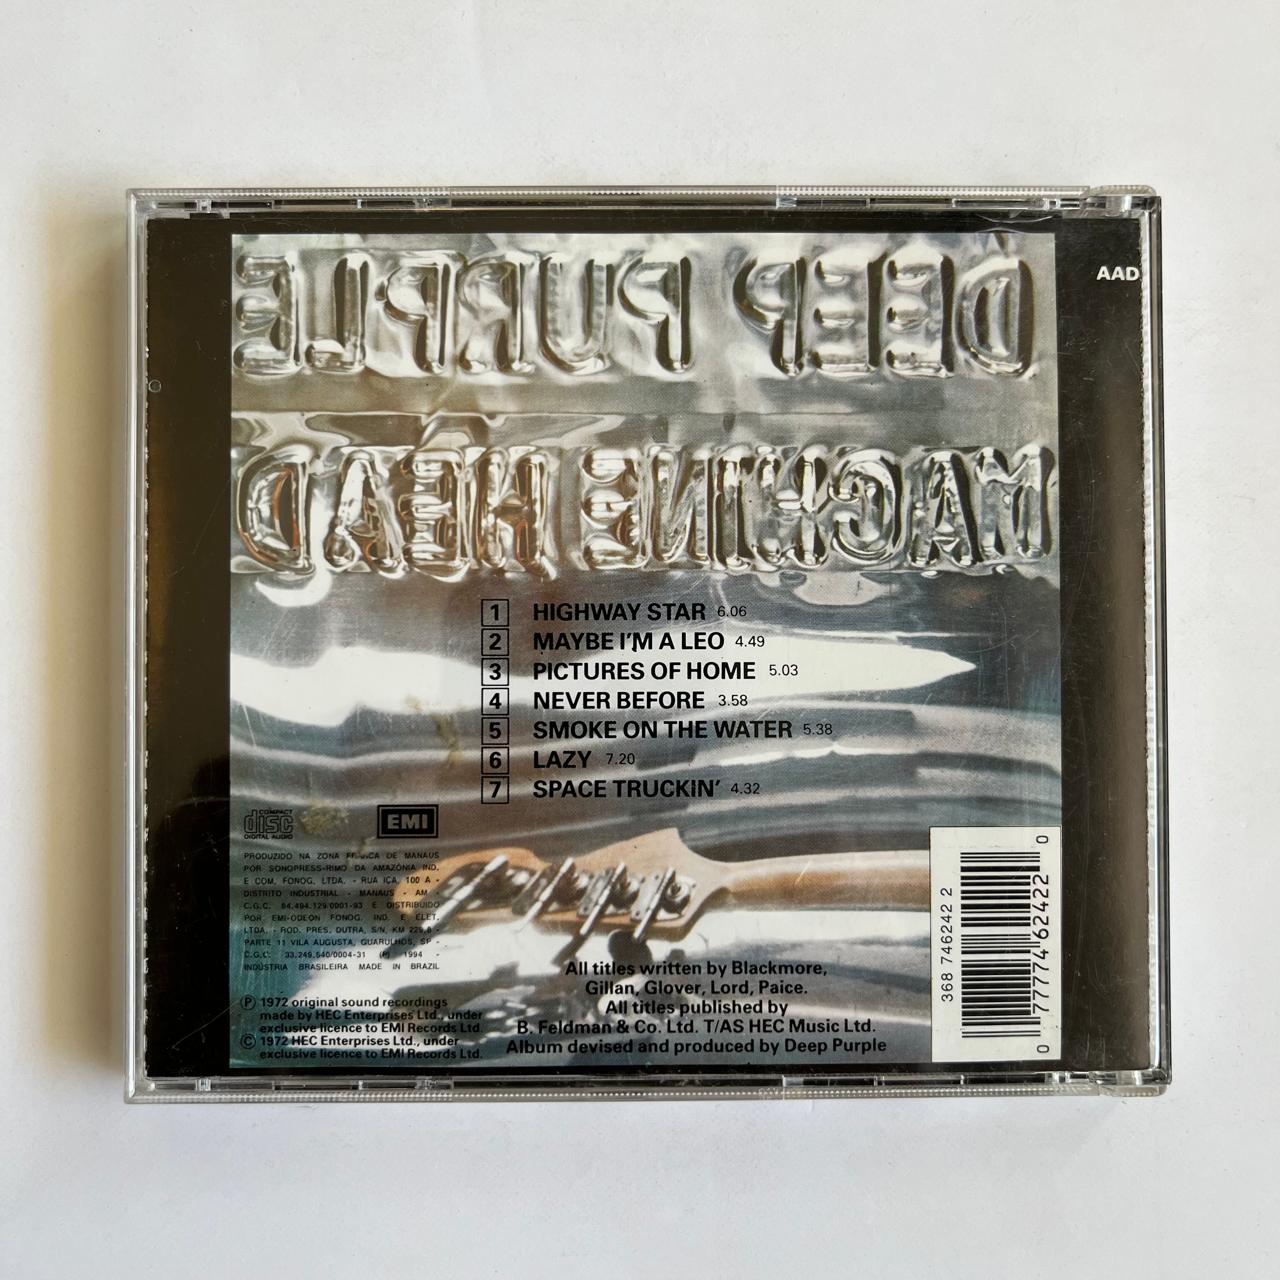 DEEP PURPLE
AAD
MACHINE HEAD
1 HIGHWAY STAR 6.06
2 MAYBE I'M A LEO 4.49
3 PICTURES OF HOME 5.03
4 NEVER BEFORE 3.58
5 SMOKE ON THE WATER 5.38
6 LAZY 7.20
7 SPACE TRUCKIN' 4.32
COMPACT
disc
DIGITAL AUDIO
EMI
PRODUZIDO NA ZONA FRANCA DE MANAUS
POR SONOPRESS-RIMO DA AMAZÔNIA IND.
E COM. FONOG. LTDA. - RUA IÇA, 100 A -
DISTRITO INDUSTRIAL - MANAUS - AM -
C.G.C. 84.494.129/0001-93 E DISTRIBUIDO
POR EMI-ODEON FONOG. IND. E ELET.
LTDA. - ROD. PRES. DUTRA, S/N, KM 229,8 -
PARTE 11 VILA AUGUSTA, GUARULHOS, SP -
C.G.C. 33.249.640/0004-31 (P) 1994 -
INDÚSTRIA BRASILEIRA MADE IN BRAZIL
Ⓟ 1972 original sound recordings
made by HEC Enterprises Ltd., under
exclusive licence to EMI Records Ltd.
© 1972 HEC Enterprises Ltd., under
exclusive licence to EMI Records Ltd.
All titles written by Blackmore,
Gillan, Glover, Lord, Paice.
All titles published by
B. Feldman & Co. Ltd. T/AS HEC Music Ltd.
Album devised and produced by Deep Purple
368 746242 2
0 77774 62422 0